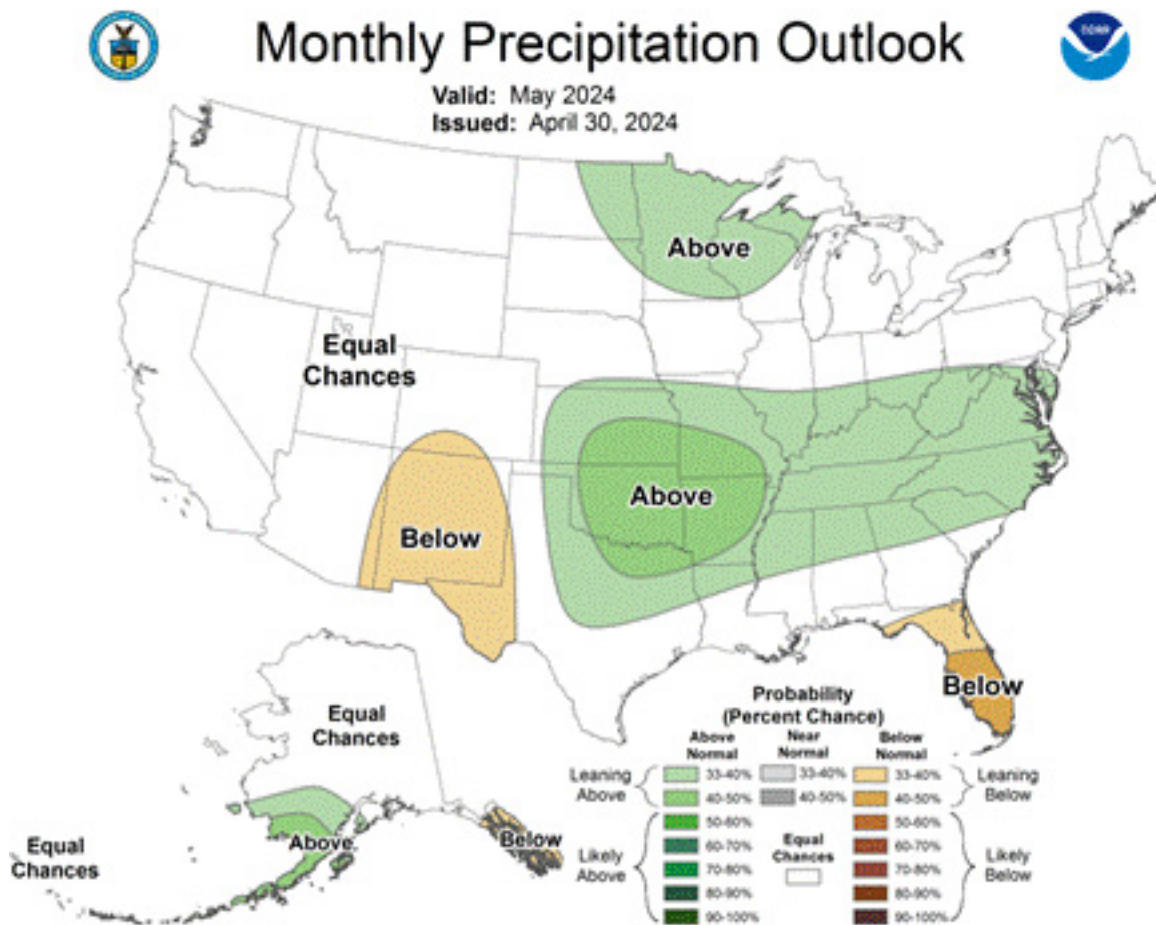 Monthly Precipitation Outlook
Valid: May 2024
Issued: April 30, 2024
Above
Equal
Chances
Above
Below
Below
Equal
Chances
Above
Below
Equal
Chances
Probability
(Percent Chance)
Above
Normal
Near
Normal
Below
Normal
Leaning
Above
33-40%
33-40%
33-40%
Leaning
Below
40-50%
40-50%
40-50%
Likely
Above
50-60%
60-70%
70-80%
80-90%
90-100%
Equal
Chances
50-60%
60-70%
70-80%
80-90%
90-100%
Likely
Below